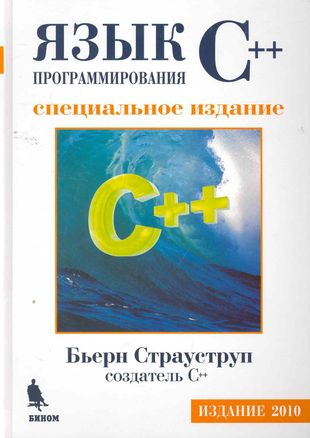 ЯЗЫК C++
ПРОГРАММИРОВАНИЯ
специальное издание
C++
Бьерн Страуструп
создатель C++
БИНОМ
ИЗДАНИЕ 2010